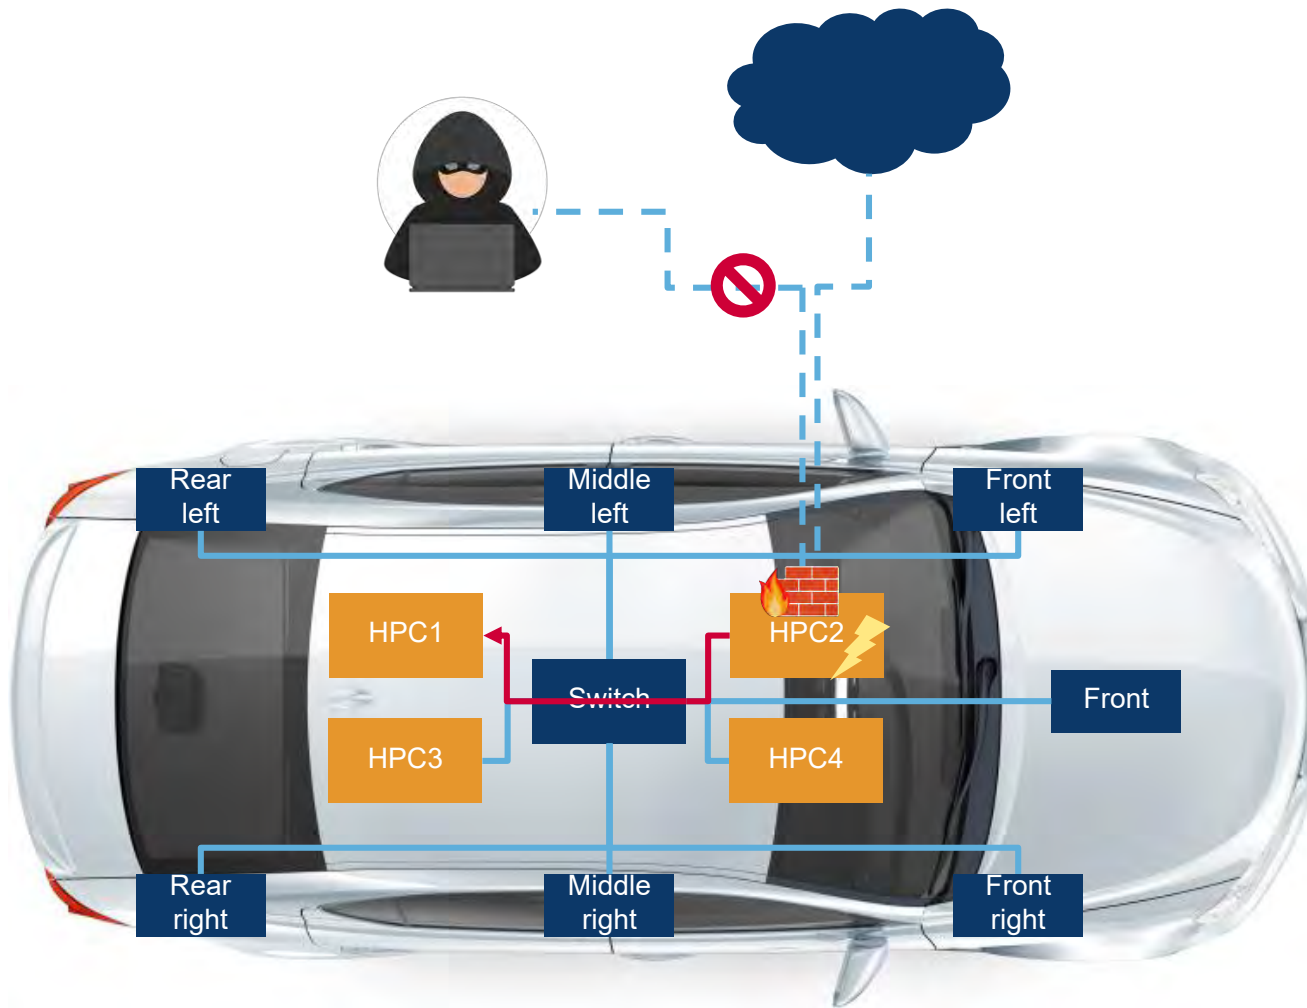 Rear
left
Middle
left
Front
left
HPC1
HPC2
Switch
Front
HPC3
HPC4
Rear
right
Middle
right
Front
right